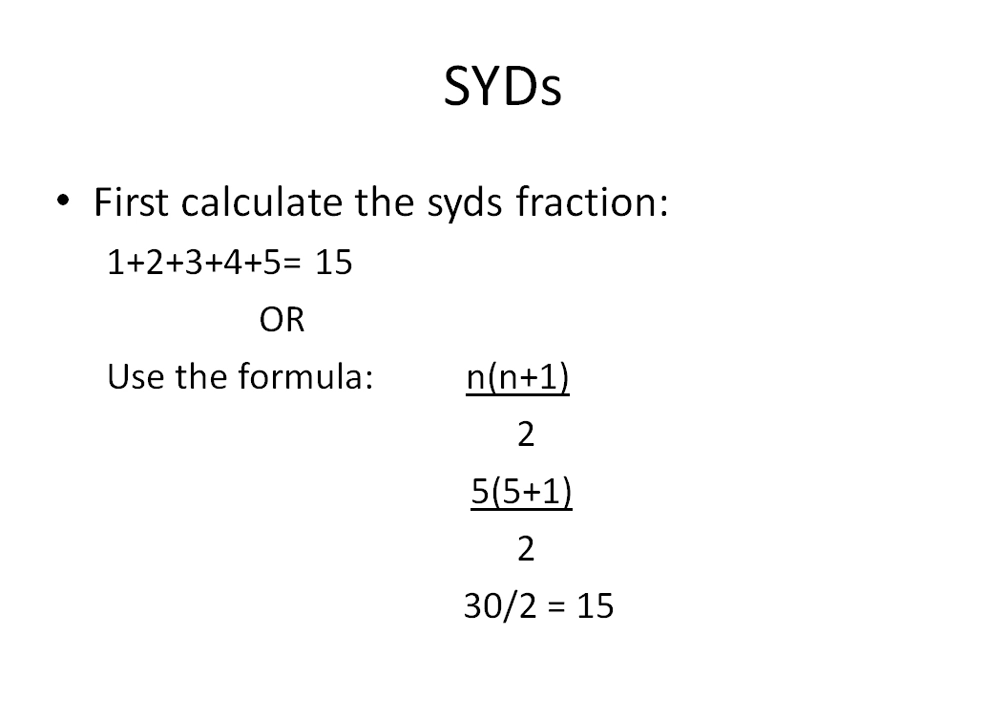 SYDs
• First calculate the syds fraction:
1+2+3+4+5= 15
OR
Use the formula: n(n+1)
2
5(5+1)
2
30/2 = 15